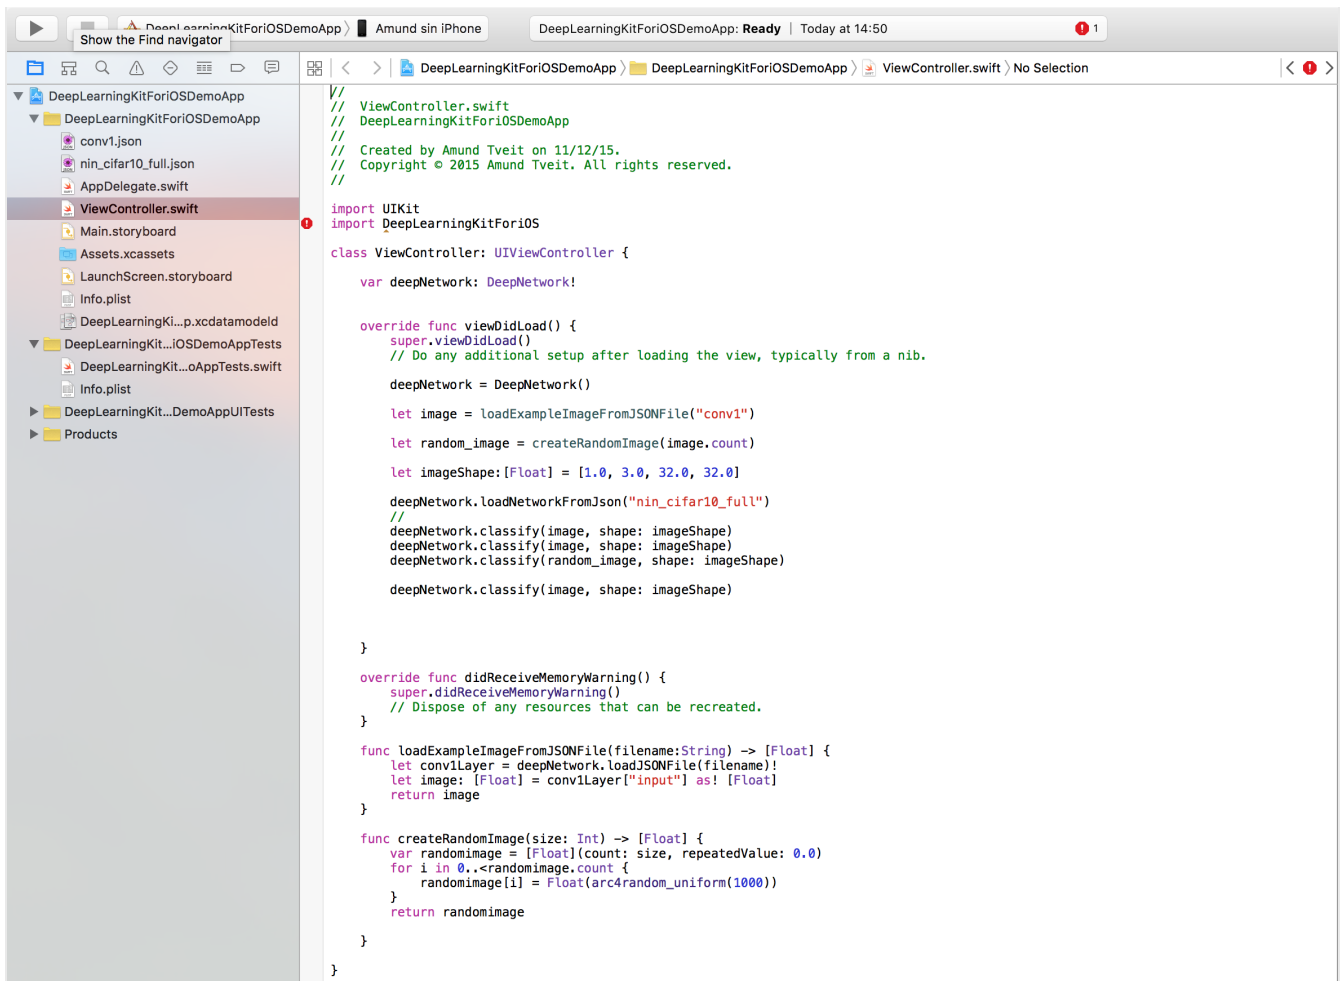 DeepLearningKitForiOSDemoApp Amund sin iPhone
DeepLearningKitForiOSDemoApp: Ready | Today at 14:50
1
Show the Find navigator
DeepLearningKitForiOSDemoApp DeepLearningKitForiOSDemoApp ViewController.swift No Selection
DeepLearningKitForiOSDemoApp
DeepLearningKitForiOSDemoApp
conv1.json
nin_cifar10_full.json
AppDelegate.swift
ViewController.swift
Main.storyboard
Assets.xcassets
LaunchScreen.storyboard
Info.plist
DeepLearningKi...p.xcdatamodeld
DeepLearningKit...iOSDemoAppTests
DeepLearningKit...oAppTests.swift
Info.plist
DeepLearningKit...DemoAppUITests
Products
//
//  ViewController.swift
//  DeepLearningKitForiOSDemoApp
//
//  Created by Amund Tveit on 11/12/15.
//  Copyright © 2015 Amund Tveit. All rights reserved.
//
import UIKit
import DeepLearningKitForiOS
class ViewController: UIViewController {
    var deepNetwork: DeepNetwork!
    override func viewDidLoad() {
        super.viewDidLoad()
        // Do any additional setup after loading the view, typically from a nib.
        deepNetwork = DeepNetwork()
        let image = loadExampleImageFromJSONFile("conv1")
        let random_image = createRandomImage(image.count)
        let imageShape:[Float] = [1.0, 3.0, 32.0, 32.0]
        deepNetwork.loadNetworkFromJson("nin_cifar10_full")
        //
        deepNetwork.classify(image, shape: imageShape)
        deepNetwork.classify(image, shape: imageShape)
        deepNetwork.classify(random_image, shape: imageShape)
        deepNetwork.classify(image, shape: imageShape)
    }
    override func didReceiveMemoryWarning() {
        super.didReceiveMemoryWarning()
        // Dispose of any resources that can be recreated.
    }
    func loadExampleImageFromJSONFile(filename:String) -> [Float] {
        let conv1Layer = deepNetwork.loadJSONFile(filename)!
        let image: [Float] = conv1Layer["input"] as! [Float]
        return image
    }
    func createRandomImage(size: Int) -> [Float] {
        var randomimage = [Float](count: size, repeatedValue: 0.0)
        for i in 0..<randomimage.count {
            randomimage[i] = Float(arc4random_uniform(1000))
        }
        return randomimage
    }
}